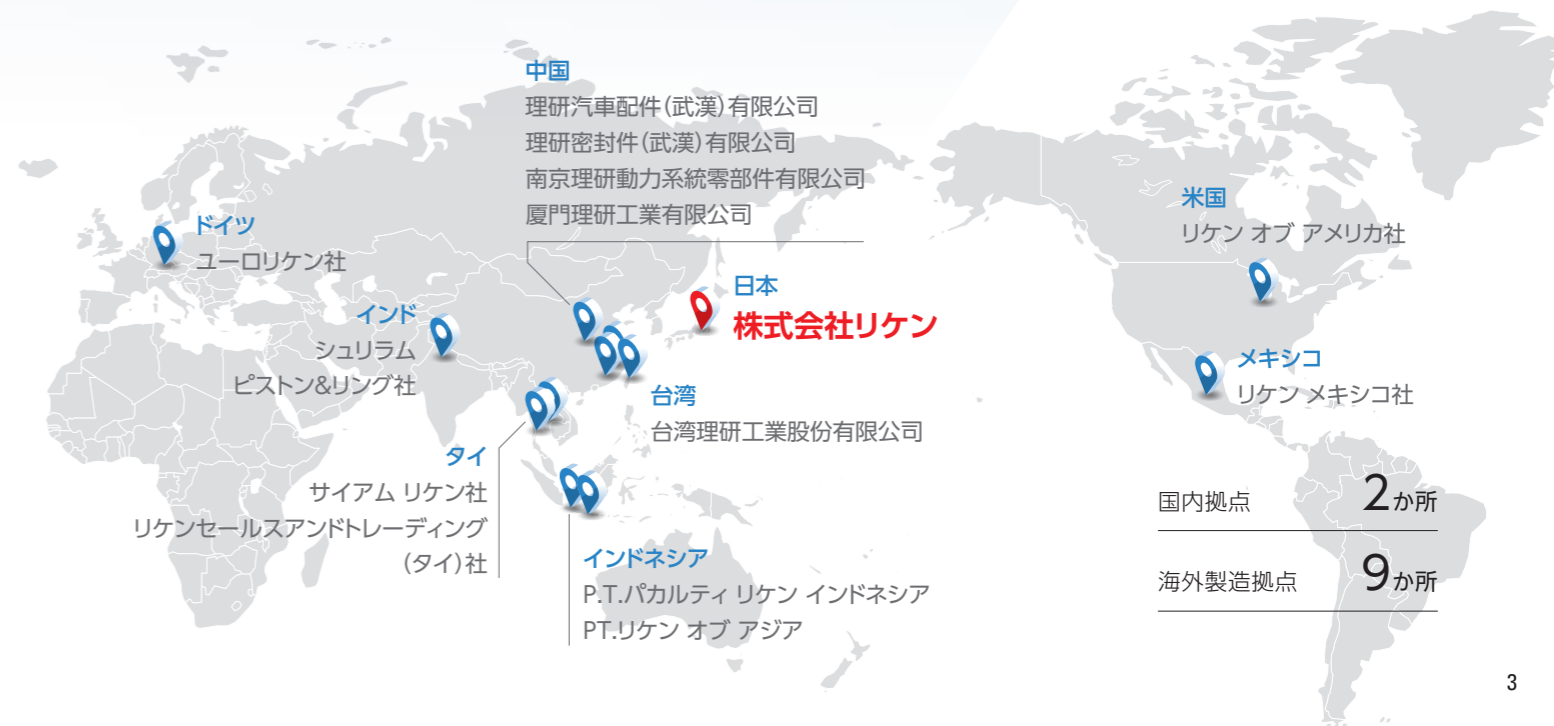 中国
理研汽車配件(武漢)有限公司
理研密封件(武漢)有限公司
南京理研動力系統零部件有限公司
厦門理研工業有限公司
ドイツ
ユーロリケン社
インド
シュリラム
ピストン&リング社
日本
株式会社リケン
台湾
台湾理研工業股份有限公司
タイ
サイアム リケン社
リケンセールスアンドトレーディング
(タイ)社
インドネシア
P.T.パカルティ リケン インドネシア
PT.リケン オブ アジア
米国
リケン オブ アメリカ社
メキシコ
リケン メキシコ社
国内拠点 2か所
海外製造拠点 9か所
3